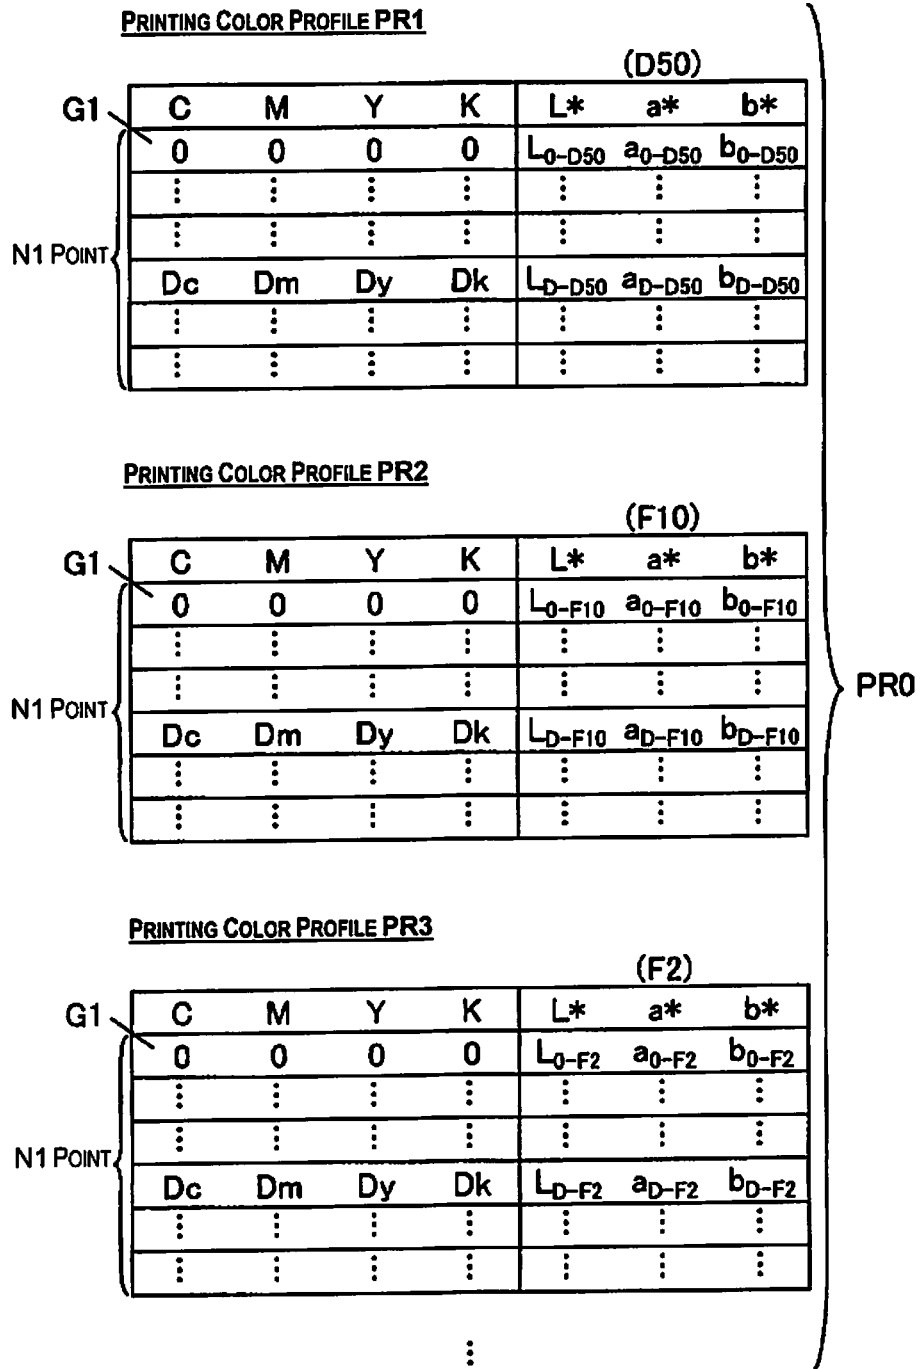 PRINTING COLOR PROFILE PR1
(D50)
G1
C M Y K L* a* b*
0 0 0 0 L0-D50 a0-D50 b0-D50
⋮ ⋮ ⋮ ⋮ ⋮ ⋮ ⋮
⋮ ⋮ ⋮ ⋮ ⋮ ⋮ ⋮
N1 POINT
Dc Dm Dy Dk LD-D50 aD-D50 bD-D50
⋮ ⋮ ⋮ ⋮ ⋮ ⋮ ⋮
⋮ ⋮ ⋮ ⋮ ⋮ ⋮ ⋮
PRINTING COLOR PROFILE PR2
(F10)
G1
C M Y K L* a* b*
0 0 0 0 L0-F10 a0-F10 b0-F10
⋮ ⋮ ⋮ ⋮ ⋮ ⋮ ⋮
⋮ ⋮ ⋮ ⋮ ⋮ ⋮ ⋮
PR0
N1 POINT
Dc Dm Dy Dk LD-F10 aD-F10 bD-F10
⋮ ⋮ ⋮ ⋮ ⋮ ⋮ ⋮
⋮ ⋮ ⋮ ⋮ ⋮ ⋮ ⋮
PRINTING COLOR PROFILE PR3
(F2)
G1
C M Y K L* a* b*
0 0 0 0 L0-F2 a0-F2 b0-F2
⋮ ⋮ ⋮ ⋮ ⋮ ⋮ ⋮
⋮ ⋮ ⋮ ⋮ ⋮ ⋮ ⋮
N1 POINT
Dc Dm Dy Dk LD-F2 aD-F2 bD-F2
⋮ ⋮ ⋮ ⋮ ⋮ ⋮ ⋮
⋮ ⋮ ⋮ ⋮ ⋮ ⋮ ⋮
⋮